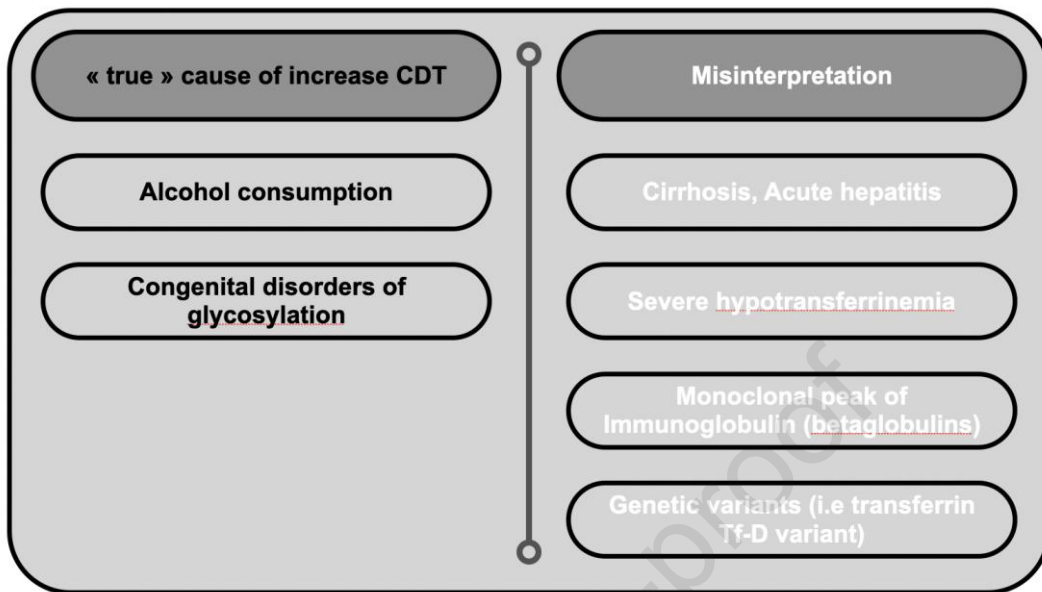 « true » cause of increase CDT
Alcohol consumption
Congenital disorders of
glycosylation
Misinterpretation
Cirrhosis, Acute hepatitis
Severe hypotransferrinemia
Monoclonal peak of
Immunoglobulin (betaglobulins)
Genetic variants (i.e transferrin
Tf-D variant)
proof